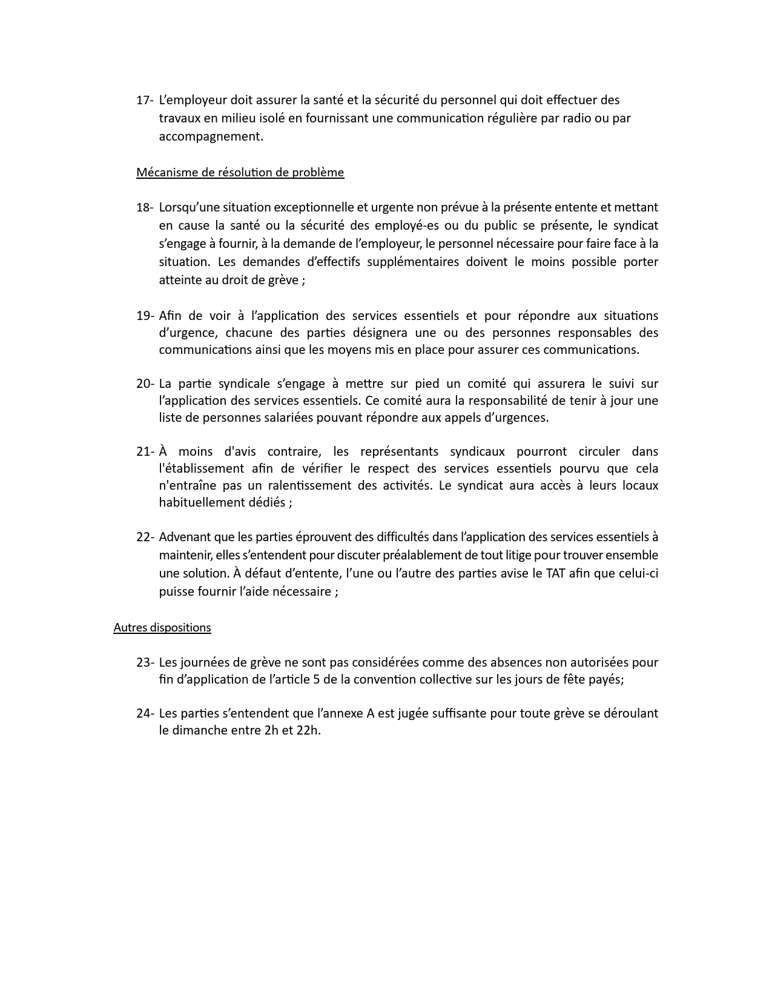 17- L’employeur doit assurer la santé et la sécurité du personnel qui doit effectuer des
travaux en milieu isolé en fournissant une communication régulière par radio ou par
accompagnement.
Mécanisme de résolution de problème
18- Lorsqu’une situation exceptionnelle et urgente non prévue à la présente entente et mettant
en cause la santé ou la sécurité des employé-es ou du public se présente, le syndicat
s’engage à fournir, à la demande de l’employeur, le personnel nécessaire pour faire face à la
situation. Les demandes d’effectifs supplémentaires doivent le moins possible porter
atteinte au droit de grève ;
19- Afin de voir à l’application des services essentiels et pour répondre aux situations
d’urgence, chacune des parties désignera une ou des personnes responsables des
communications ainsi que les moyens mis en place pour assurer ces communications.
20- La partie syndicale s’engage à mettre sur pied un comité qui assurera le suivi sur
l’application des services essentiels. Ce comité aura la responsabilité de tenir à jour une
liste de personnes salariées pouvant répondre aux appels d’urgences.
21- À moins d'avis contraire, les représentants syndicaux pourront circuler dans
l'établissement afin de vérifier le respect des services essentiels pourvu que cela
n'entraîne pas un ralentissement des activités. Le syndicat aura accès à leurs locaux
habituellement dédiés ;
22- Advenant que les parties éprouvent des difficultés dans l’application des services essentiels à
maintenir, elles s’entendent pour discuter préalablement de tout litige pour trouver ensemble
une solution. À défaut d’entente, l’une ou l’autre des parties avise le TAT afin que celui-ci
puisse fournir l’aide nécessaire ;
Autres dispositions
23- Les journées de grève ne sont pas considérées comme des absences non autorisées pour
fin d’application de l’article 5 de la convention collective sur les jours de fête payés;
24- Les parties s’entendent que l’annexe A est jugée suffisante pour toute grève se déroulant
le dimanche entre 2h et 22h.